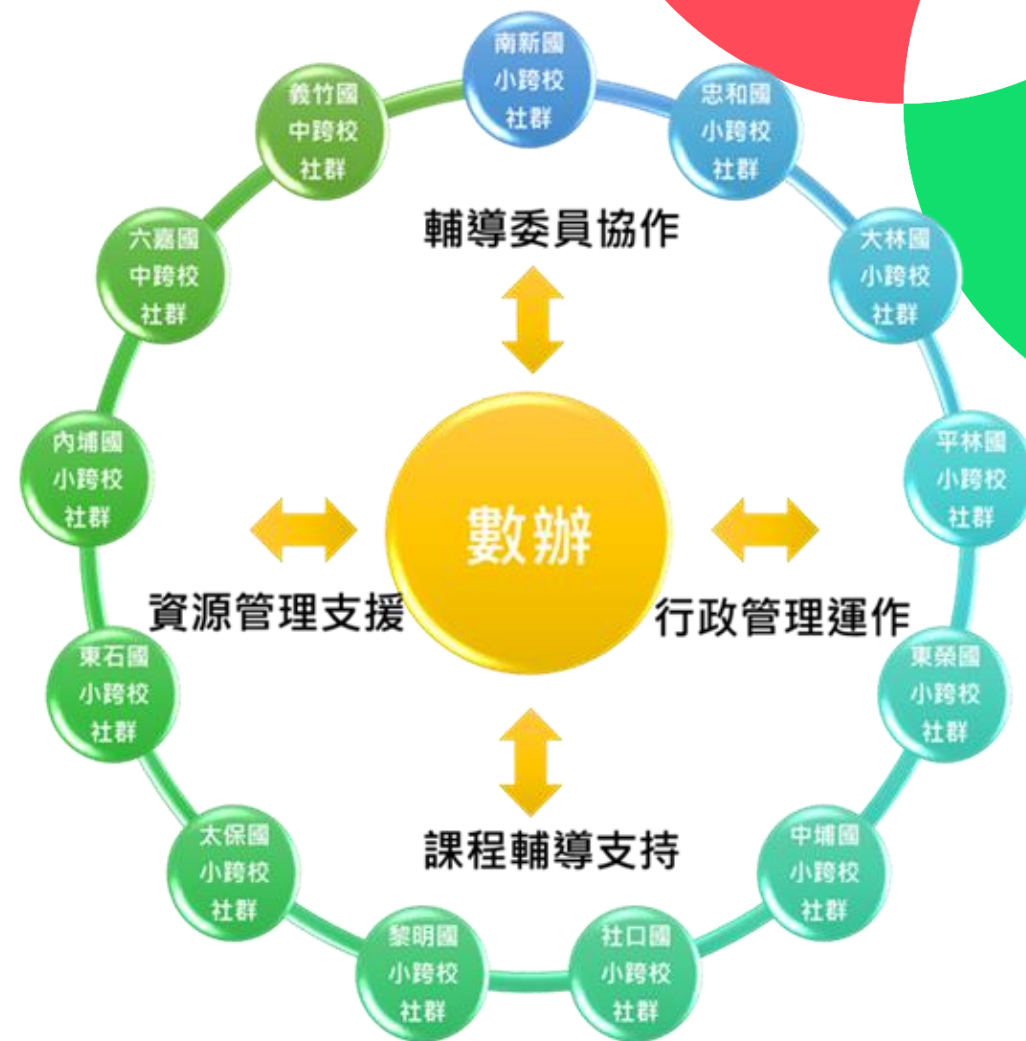 南新國
小跨校
社群
忠和國
小跨校
社群
大林國
小跨校
社群
平林國
小跨校
社群
東榮國
小跨校
社群
中埔國
小跨校
社群
社口國
小跨校
社群
黎明國
小跨校
社群
太保國
小跨校
社群
東石國
小跨校
社群
內埔國
小跨校
社群
六嘉國
中跨校
社群
義竹國
中跨校
社群
輔導委員協作
數辦
資源管理支援
行政管理運作
課程輔導支持